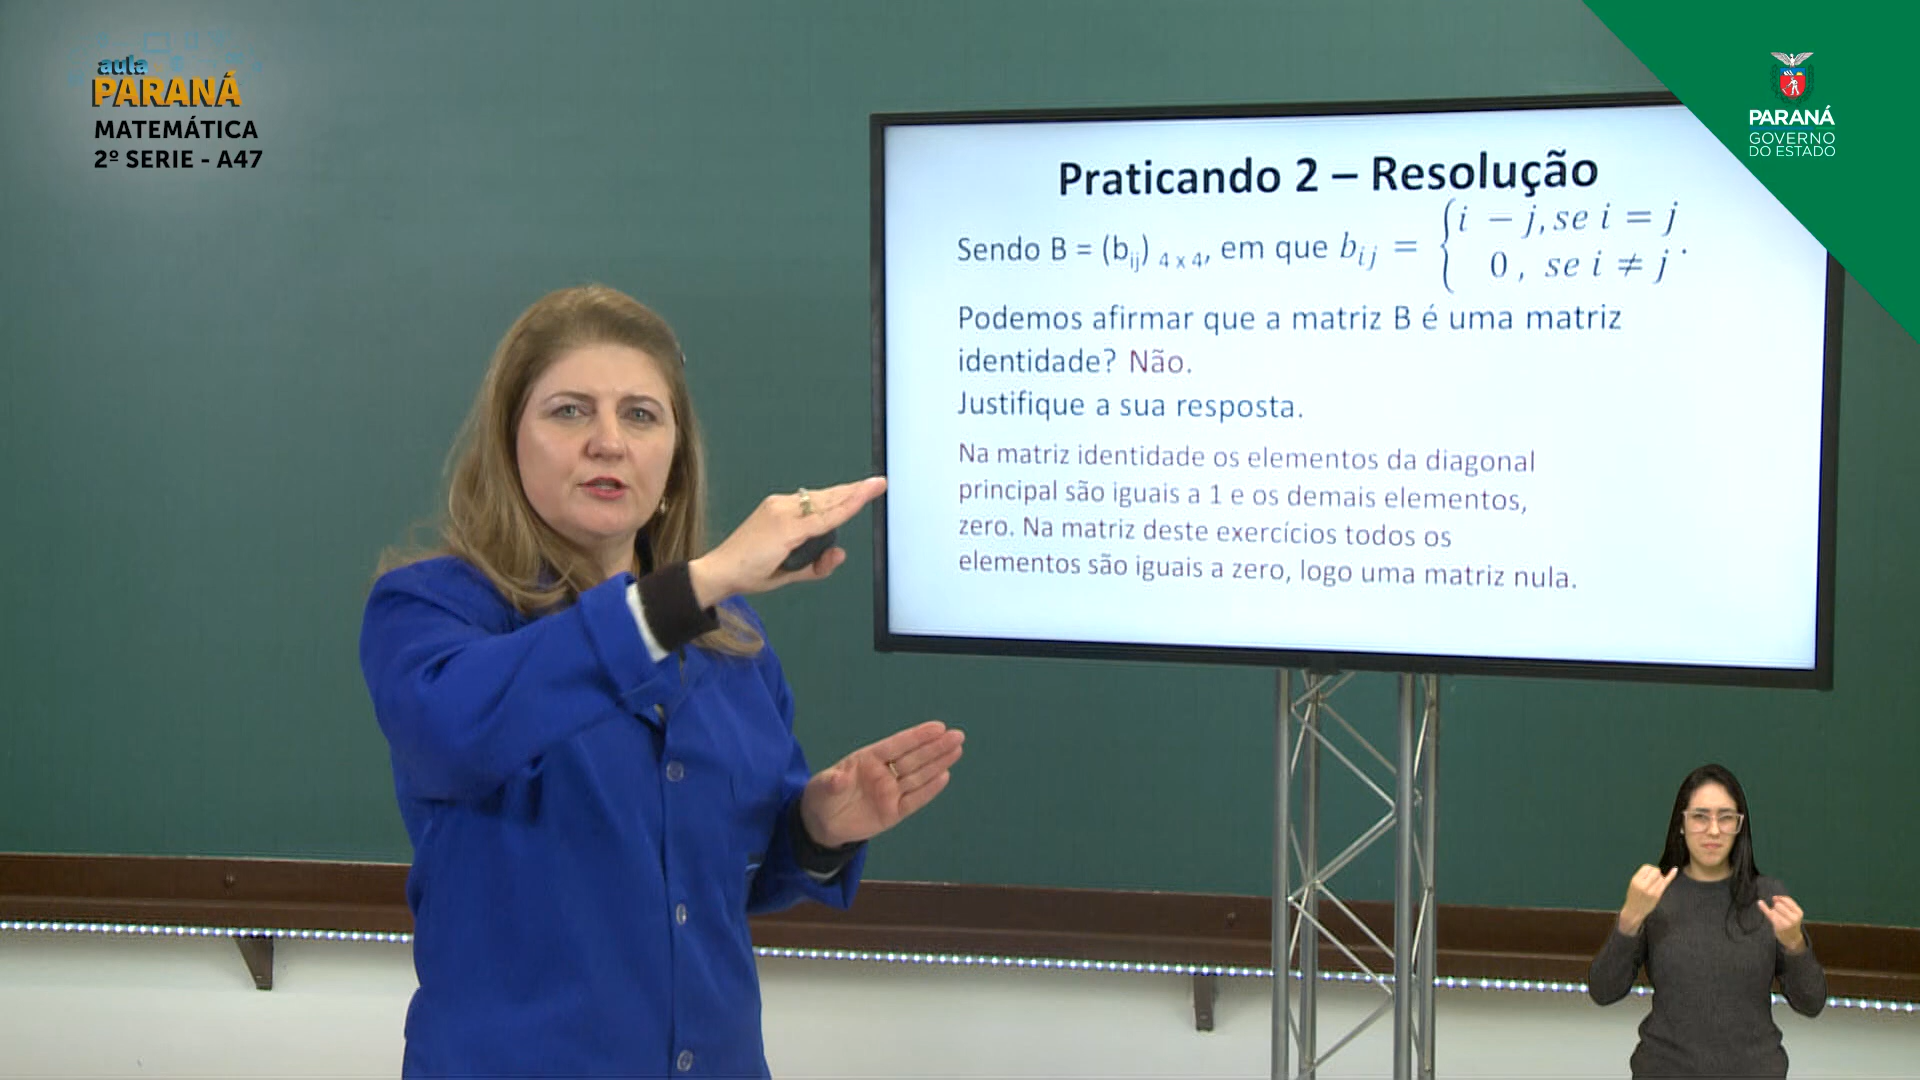 aula
PARANÁ
MATEMÁTICA
2º SERIE - A47
PARANÁ
GOVERNO
DO ESTADO
Praticando 2 – Resolução
Sendo B = (bᵢⱼ) ₄ ₓ ₄, em que bᵢⱼ = { i − j, se i = j
0 , se i ≠ j .
Podemos afirmar que a matriz B é uma matriz
identidade? Não.
Justifique a sua resposta.
Na matriz identidade os elementos da diagonal
principal são iguais a 1 e os demais elementos,
zero. Na matriz deste exercícios todos os
elementos são iguais a zero, logo uma matriz nula.